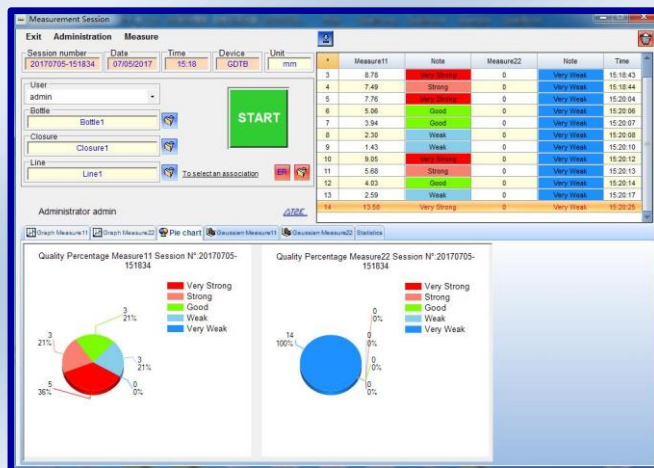 Measurement Session
Exit Administration Measure
Session number Date Time Device Unit
20170705-151834 07/05/2017 15:18 GDTB mm
User
admin
Bottle
Bottle1
Closure
Closure1
Line
Line1
START
To select an association
ER
Administrator admin
ATEC
* Measure11 Note Measure22 Note Time
3 8.78 Very Strong 0 Very Weak 15:18:43
4 7.49 Strong 0 Very Weak 15:18:44
5 7.76 Very Strong 0 Very Weak 15:20:04
6 5.06 Good 0 Very Weak 15:20:06
7 3.94 Good 0 Very Weak 15:20:07
8 2.30 Weak 0 Very Weak 15:20:08
9 1.43 Weak 0 Very Weak 15:20:10
10 9.05 Very Strong 0 Very Weak 15:20:12
11 5.68 Strong 0 Very Weak 15:20:13
12 4.03 Good 0 Very Weak 15:20:14
13 2.59 Weak 0 Very Weak 15:20:17
14 13.58 Very Strong 0 Very Weak 15:20:25
Graph Measure11 Graph Measure22 Pie chart Gaussien Measure11 Gaussien Measure22 Statistics
Quality Percentage Measure11 Session N°:20170705-
151834
Very Strong
Strong
Good
Weak
Very Weak
3
21%
3
21%
3
21%
0
0%
5
36%
Quality Percentage Measure22 Session N°:20170705-
151834
Very Strong
Strong
Good
Weak
Very Weak
14
100%
0
0%
0
0%